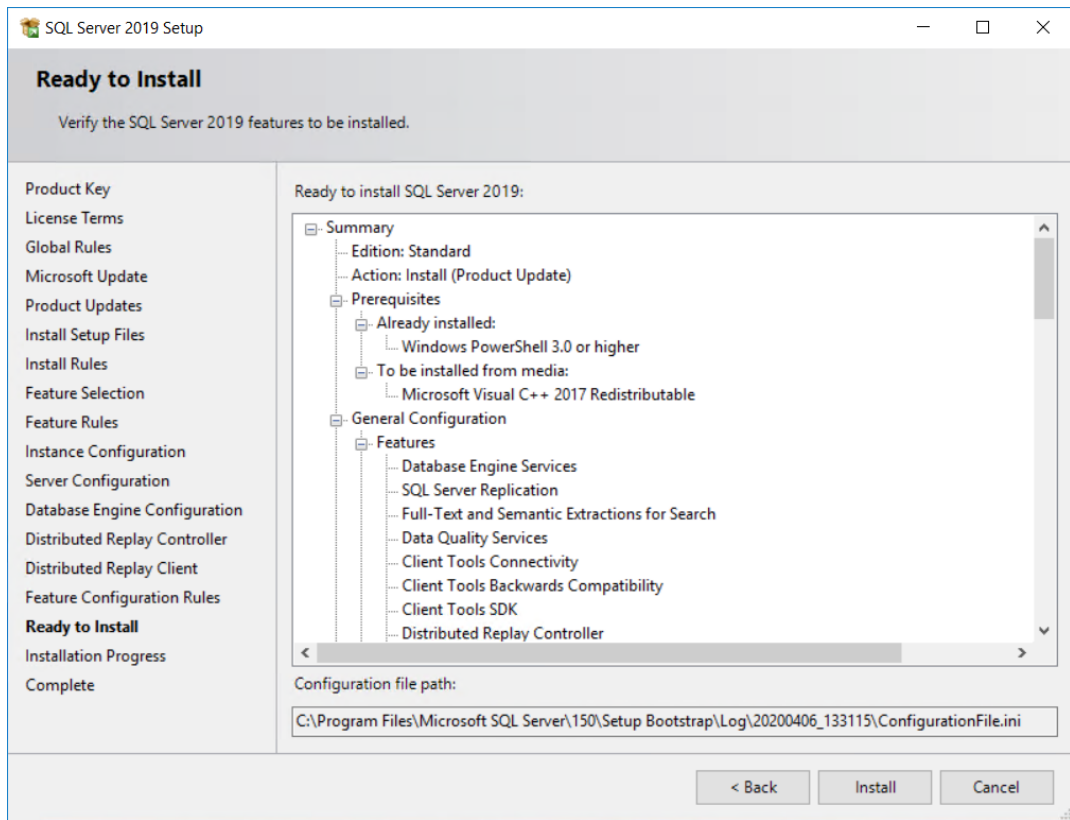 SQL Server 2019 Setup
Ready to Install
Verify the SQL Server 2019 features to be installed.
Product Key
License Terms
Global Rules
Microsoft Update
Product Updates
Install Setup Files
Install Rules
Feature Selection
Feature Rules
Instance Configuration
Server Configuration
Database Engine Configuration
Distributed Replay Controller
Distributed Replay Client
Feature Configuration Rules
Ready to Install
Installation Progress
Complete
Ready to install SQL Server 2019:
Summary
Edition: Standard
Action: Install (Product Update)
Prerequisites
Already installed:
Windows PowerShell 3.0 or higher
To be installed from media:
Microsoft Visual C++ 2017 Redistributable
General Configuration
Features
Database Engine Services
SQL Server Replication
Full-Text and Semantic Extractions for Search
Data Quality Services
Client Tools Connectivity
Client Tools Backwards Compatibility
Client Tools SDK
Distributed Replay Controller
Configuration file path:
C:\Program Files\Microsoft SQL Server\150\Setup Bootstrap\Log\20200406_133115\ConfigurationFile.ini
< Back
Install
Cancel